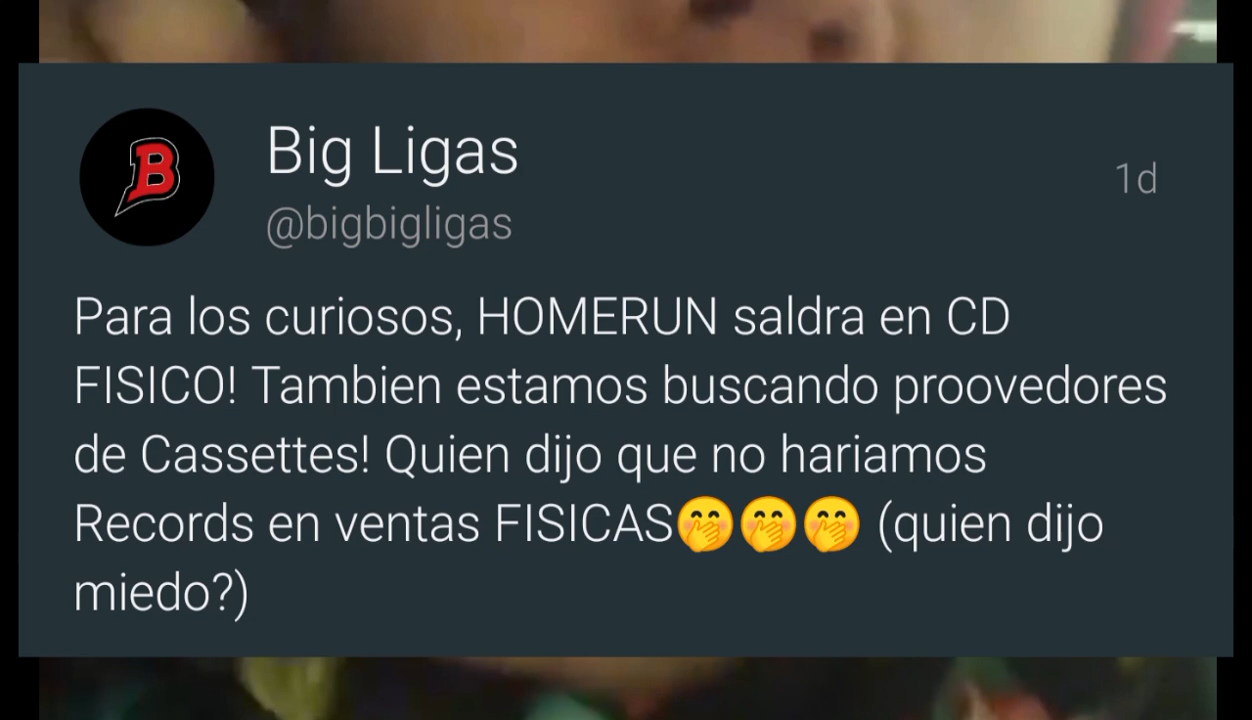 B
Big Ligas
1d
@bigbigligas
Para los curiosos, HOMERUN saldra en CD
FISICO! Tambien estamos buscando proovedores
de Cassettes! Quien dijo que no hariamos
Records en ventas FISICAS🤭🤭🤭 (quien dijo
miedo?)